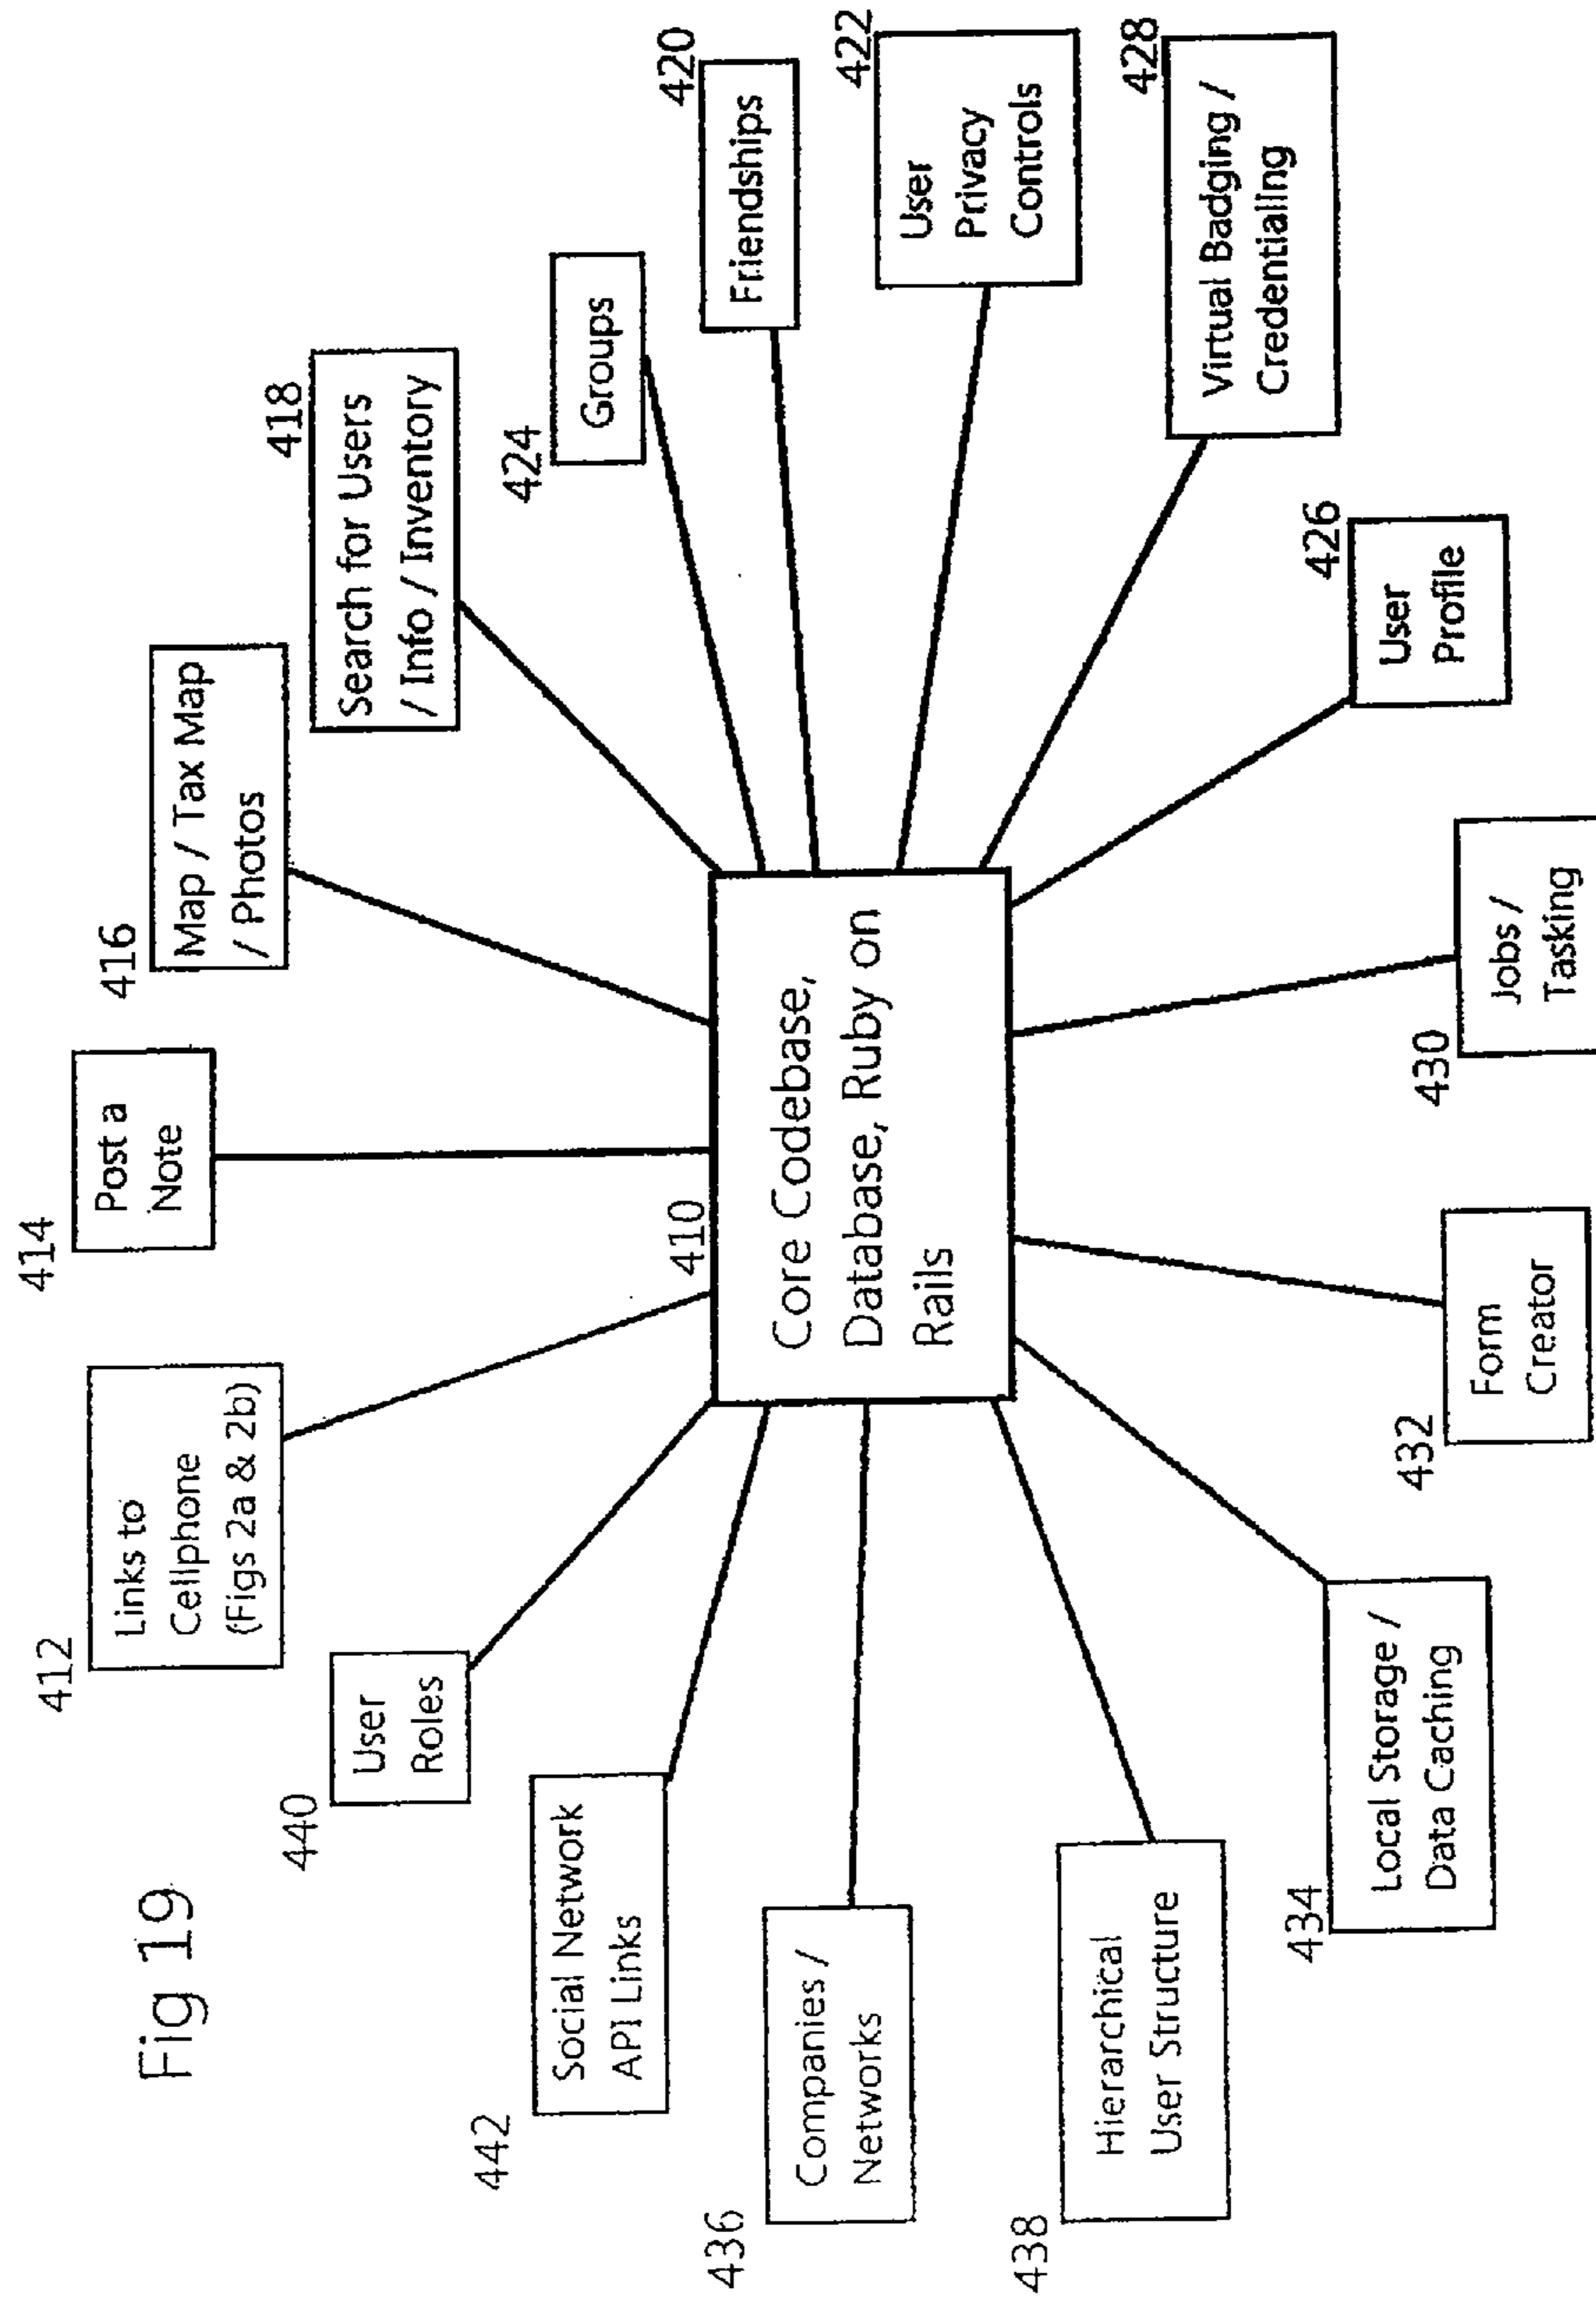 Fig 19
412
Links to
Cellphone
(Figs 2a & 2b)
414
Post a
Note
416
Map / Tax Map
/ Photos
418
Search for Users
/ Info / Inventory
424
Groups
420
Friendships
422
User
Privacy
Controls
428
Virtual Badging /
Credentialing
426
User
Profile
430
Jobs /
Tasking
432
Form
Creator
434
Local Storage /
Data Caching
438
Hierarchical
User Structure
436
Companies /
Networks
442
Social Network
API Links
440
User
Roles
410
Core Codebase,
Database, Ruby on
Rails